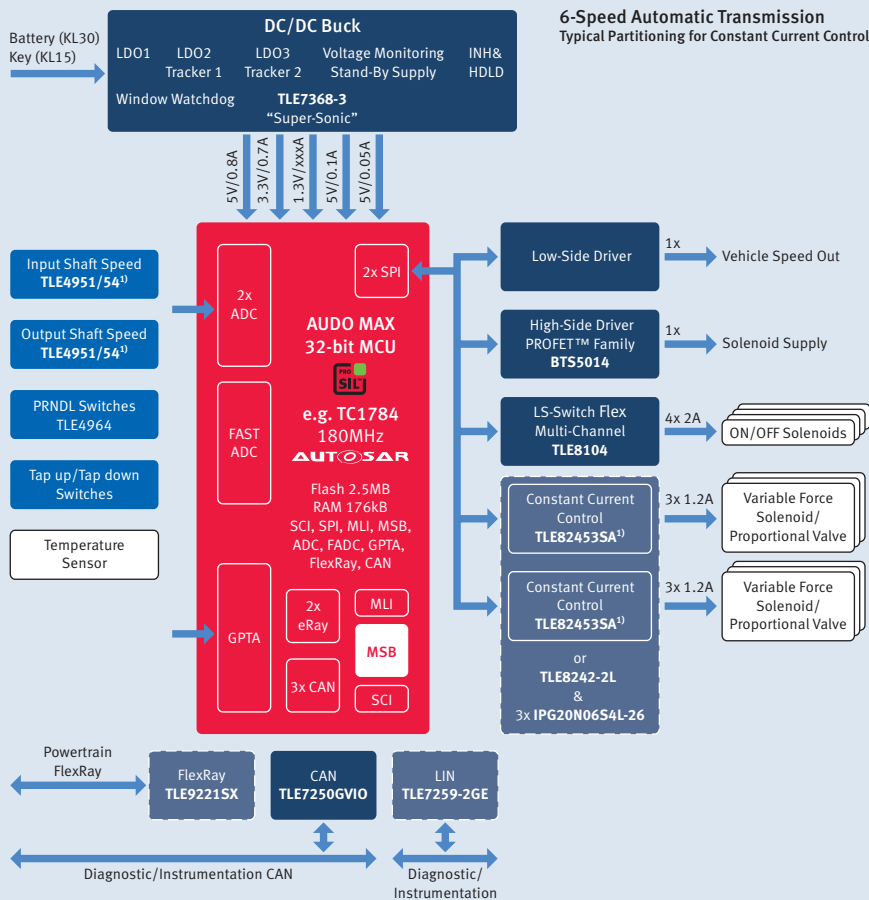 6-Speed Automatic Transmission
Typical Partitioning for Constant Current Control
Battery (KL30)
Key (KL15)
DC/DC Buck
LDO1
LDO2
Tracker 1
LDO3
Tracker 2
Voltage Monitoring
Stand-By Supply
INH&
HDLD
Window Watchdog
TLE7368-3
“Super-Sonic”
5V/0.8A
3.3V/0.7A
1.3V/xxxA
5V/0.1A
5V/0.05A
Input Shaft Speed
TLE4951/54¹⁾
Output Shaft Speed
TLE4951/54¹⁾
PRNDL Switches
TLE4964
Tap up/Tap down
Switches
Temperature
Sensor
2x
ADC
FAST
ADC
GPTA
2x SPI
AUDO MAX
32-bit MCU
PRO
SIL™
e.g. TC1784
180MHz
AUTOSAR
Flash 2.5MB
RAM 176kB
SCI, SPI, MLI, MSB,
ADC, FADC, GPTA,
FlexRay, CAN
2x
eRay
3x CAN
MLI
MSB
SCI
Low-Side Driver
1x
Vehicle Speed Out
High-Side Driver
PROFET™ Family
BTS5014
1x
Solenoid Supply
LS-Switch Flex
Multi-Channel
TLE8104
4x 2A
ON/OFF Solenoids
Constant Current
Control
TLE82453SA¹⁾
3x 1.2A
Variable Force
Solenoid/
Proportional Valve
Constant Current
Control
TLE82453SA¹⁾
3x 1.2A
Variable Force
Solenoid/
Proportional Valve
or
TLE8242-2L
&
3x IPG20N06S4L-26
Powertrain
FlexRay
FlexRay
TLE9221SX
CAN
TLE7250GVIO
LIN
TLE7259-2GE
Diagnostic/Instrumentation CAN
Diagnostic/
Instrumentation